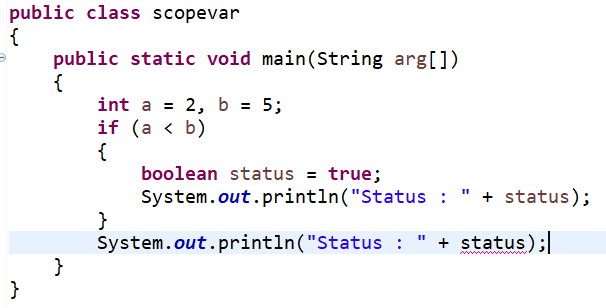 public class scopevar
{
    public static void main(String arg[])
    {
        int a = 2, b = 5;
        if (a < b)
        {
            boolean status = true;
            System.out.println("Status : " + status);
        }
        System.out.println("Status : " + status);
    }
}